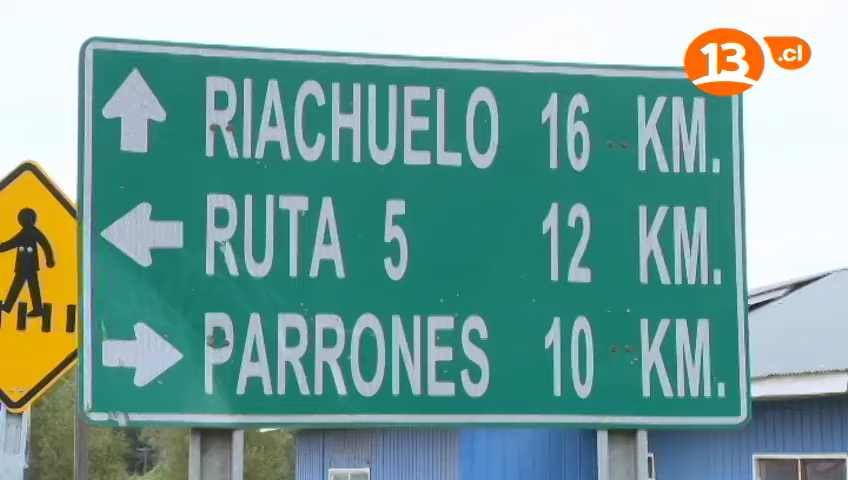 13 .cl
RIACHUELO 16 KM.
RUTA 5 12 KM.
PARRONES 10 KM.